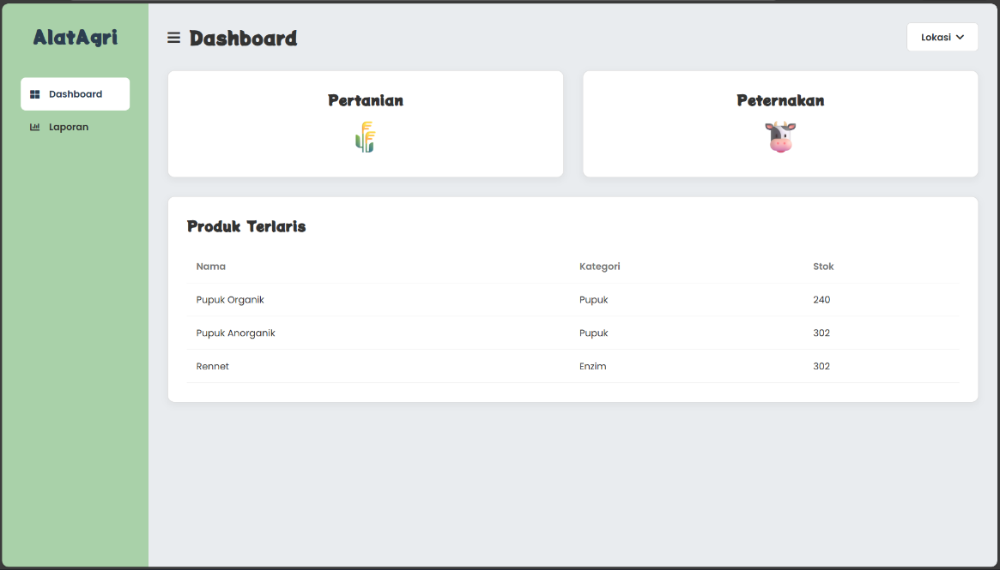 AlatAgri
Dashboard
Laporan
Dashboard
Lokasi
Pertanian
Peternakan
Produk Terlaris
Nama Kategori Stok
Pupuk Organik Pupuk 240
Pupuk Anorganik Pupuk 302
Rennet Enzim 302